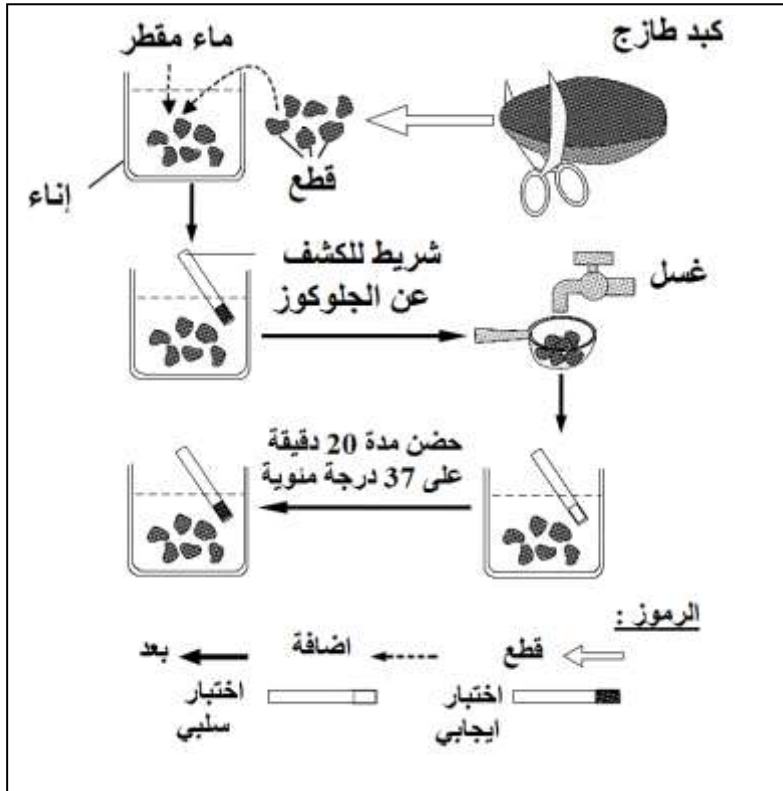 ماء مقطر
كبد طازج
قطع
إناء
شريط للكشف
عن الجلوكوز
غسل
حضن مدة 20 دقيقة
على 37 درجة مئوية
الرموز :
قطع
اضافة
بعد
اختبار
ايجابي
اختبار
سلبي